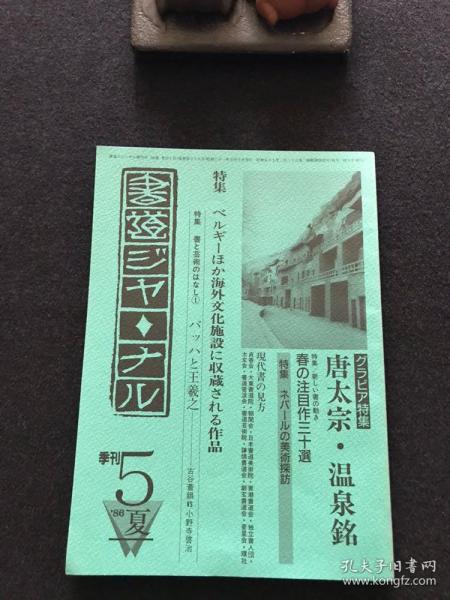 グラビア特集
唐太宗・温泉銘
特集 新しい書の動き
春の注目作三十選
特集 ネパールの美術探訪
現代書の見方
特集 ベルギーほか海外文化施設に収蔵される作品
特集 書と芸術のはなし①
バッハと王羲之
古谷蒼韻 小野寺啓治
書道ジャーナル
季刊
5
'86
夏
孔夫子旧书网
www.kongfz.com